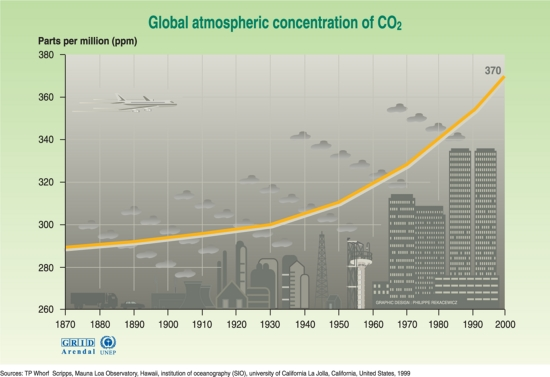 Global atmospheric concentration of CO2
Parts per million (ppm)
380
360
340
320
300
280
260
370
1870 1880 1890 1900 1910 1920 1930 1940 1950 1960 1970 1980 1990 2000
GRAPHIC DESIGN : PHILIPPE REKACEWICZ
GRID
Arendal UNEP
Sources: TP Whorf Scripps, Mauna Loa Observatory, Hawaii, institution of oceanography (SIO), university of California La Jolla, California, United States, 1999